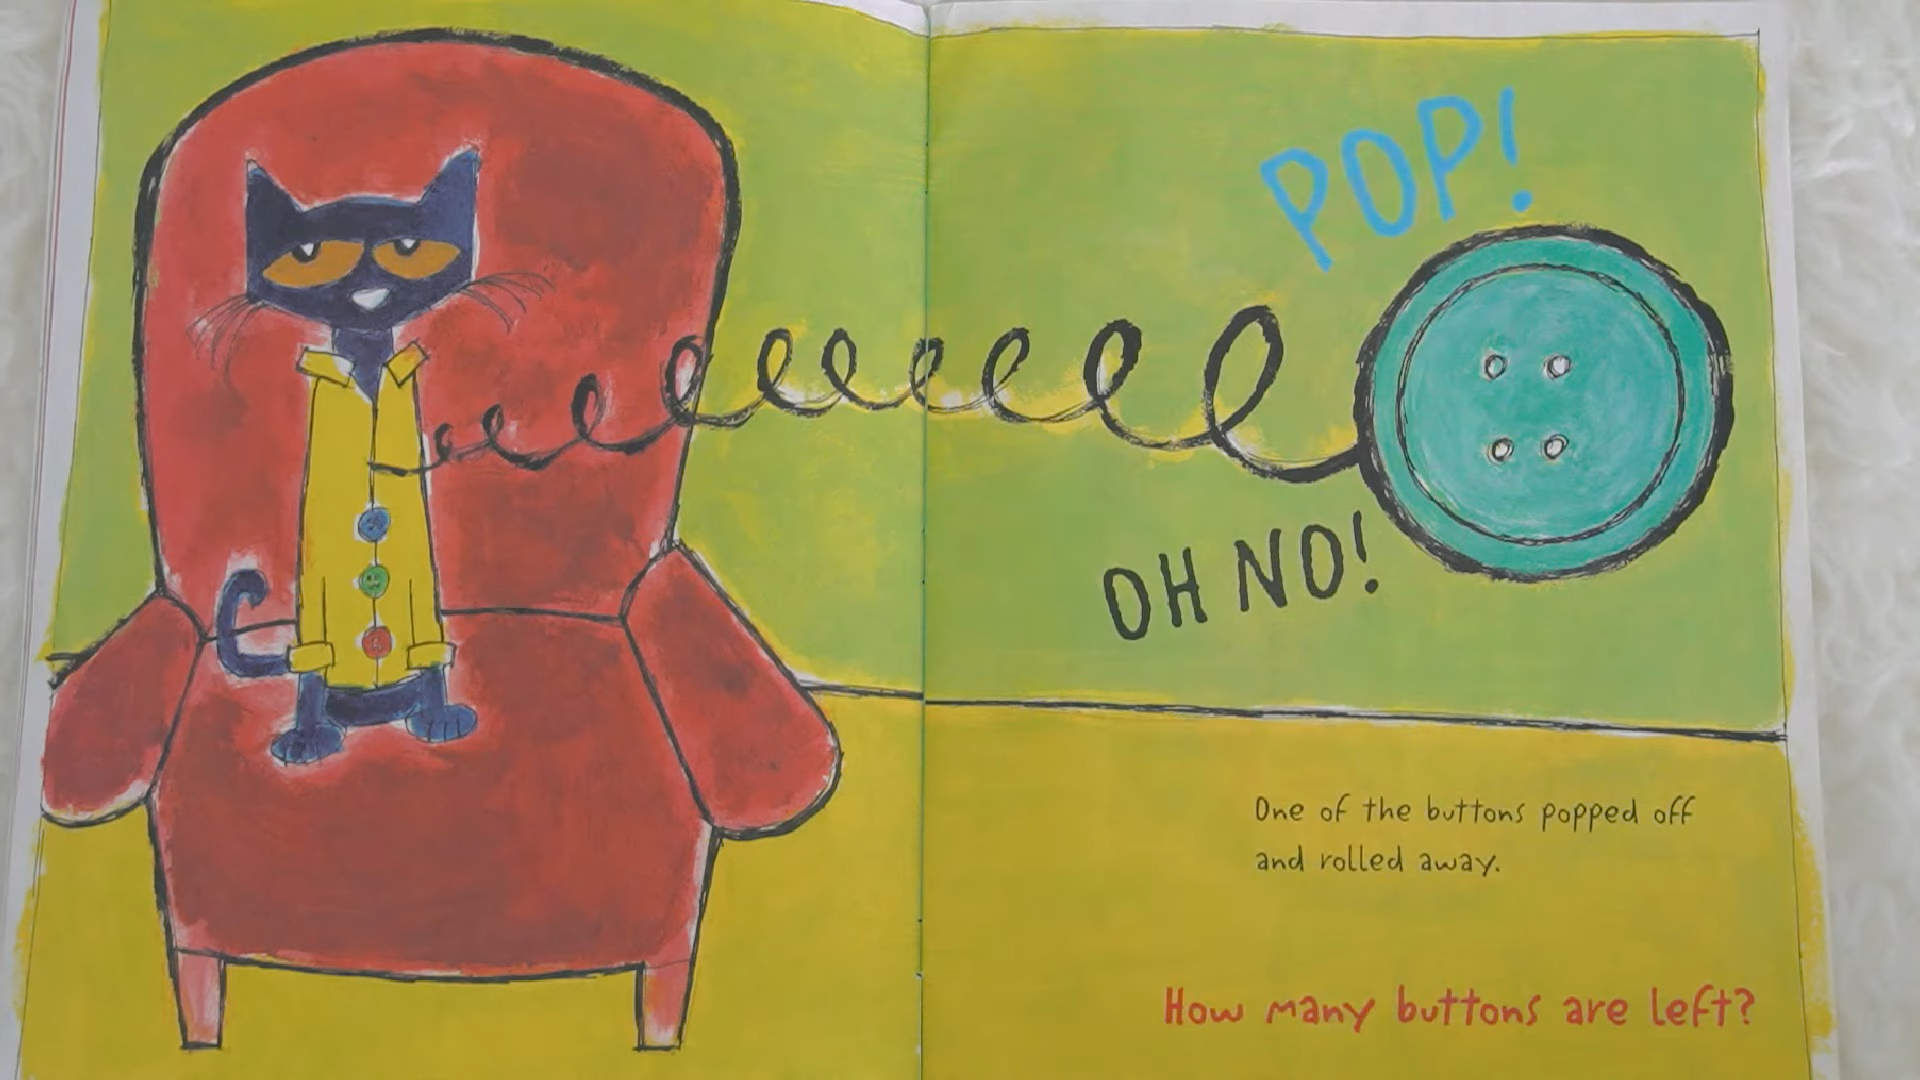 POP!
OH NO!
One of the buttons popped off
and rolled away.
How many buttons are left?